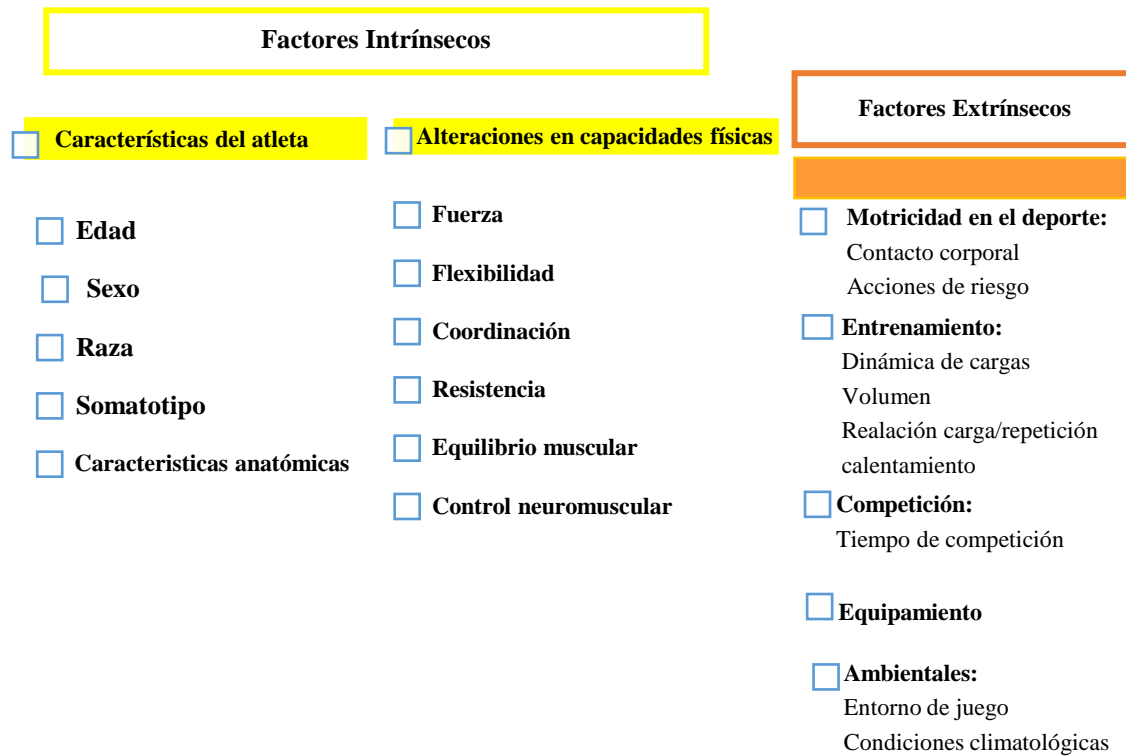 Factores Intrínsecos
Características del atleta
Edad
Sexo
Raza
Somatotipo
Caracteristicas anatómicas
Alteraciones en capacidades físicas
Fuerza
Flexibilidad
Coordinación
Resistencia
Equilibrio muscular
Control neuromuscular
Factores Extrínsecos
Motricidad en el deporte:
Contacto corporal
Acciones de riesgo
Entrenamiento:
Dinámica de cargas
Volumen
Realación carga/repetición
calentamiento
Competición:
Tiempo de competición
Equipamiento
Ambientales:
Entorno de juego
Condiciones climatológicas